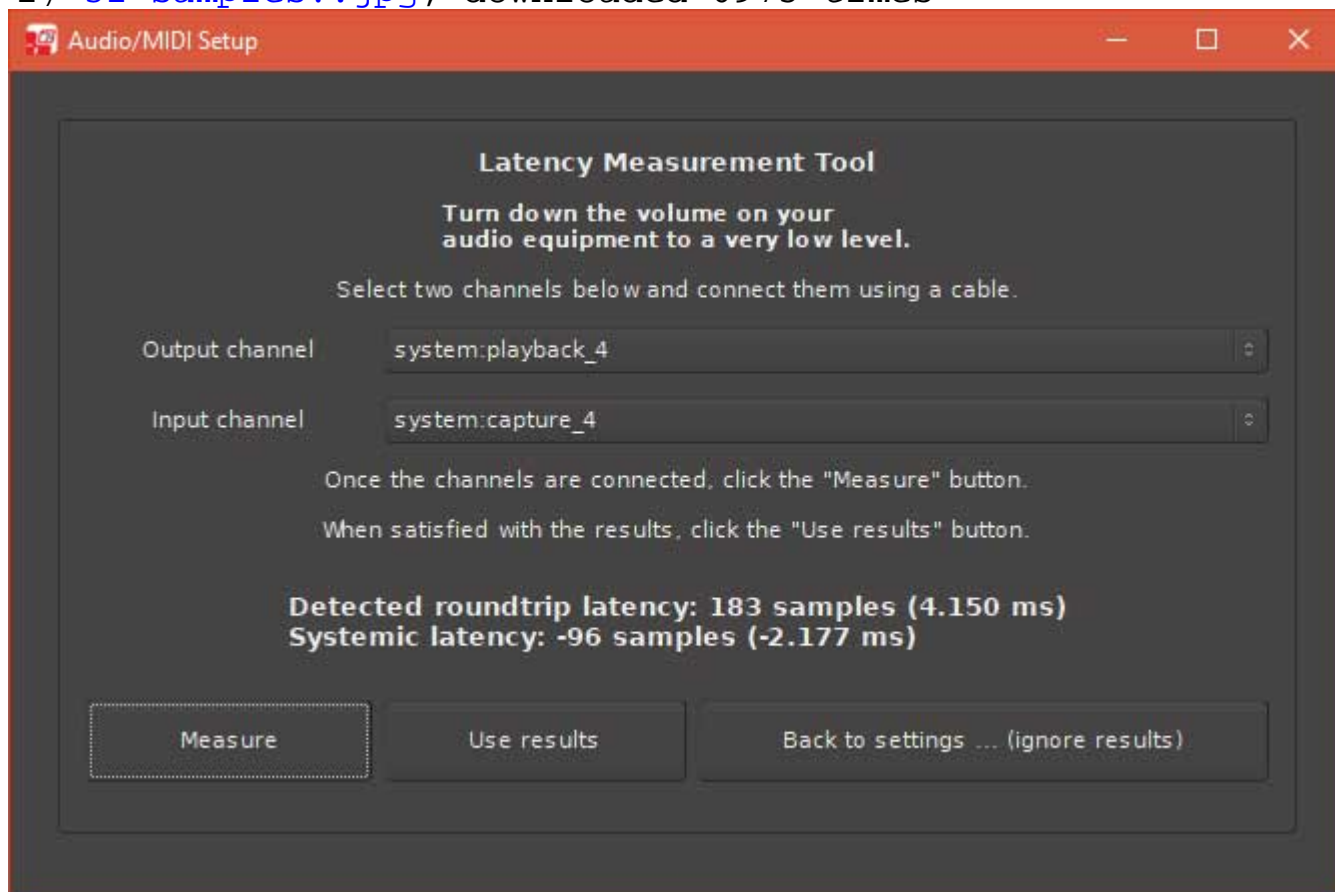 Audio/MIDI Setup
Latency Measurement Tool
Turn down the volume on your
audio equipment to a very low level.
Select two channels below and connect them using a cable.
Output channel system:playback_4
Input channel system:capture_4
Once the channels are connected, click the "Measure" button.
When satisfied with the results, click the "Use results" button.
Detected roundtrip latency: 183 samples (4.150 ms)
Systemic latency: -96 samples (-2.177 ms)
Measure Use results Back to settings ... (ignore results)